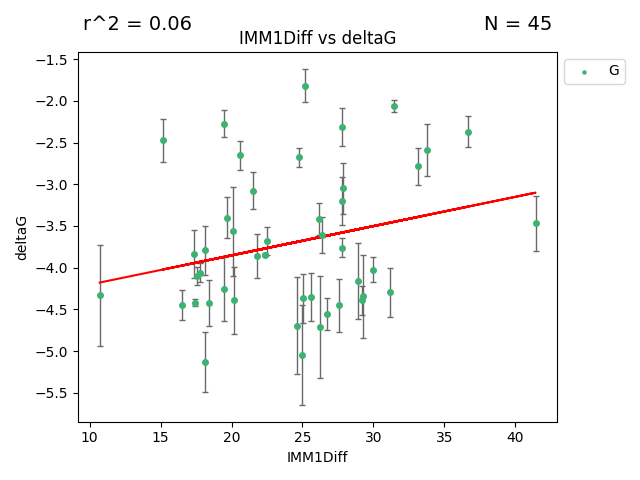 r^2 = 0.06
N = 45
IMM1Diff vs deltaG
G
−1.5
−2.0
−2.5
−3.0
−3.5
−4.0
−4.5
−5.0
−5.5
deltaG
10 15 20 25 30 35 40
IMM1Diff